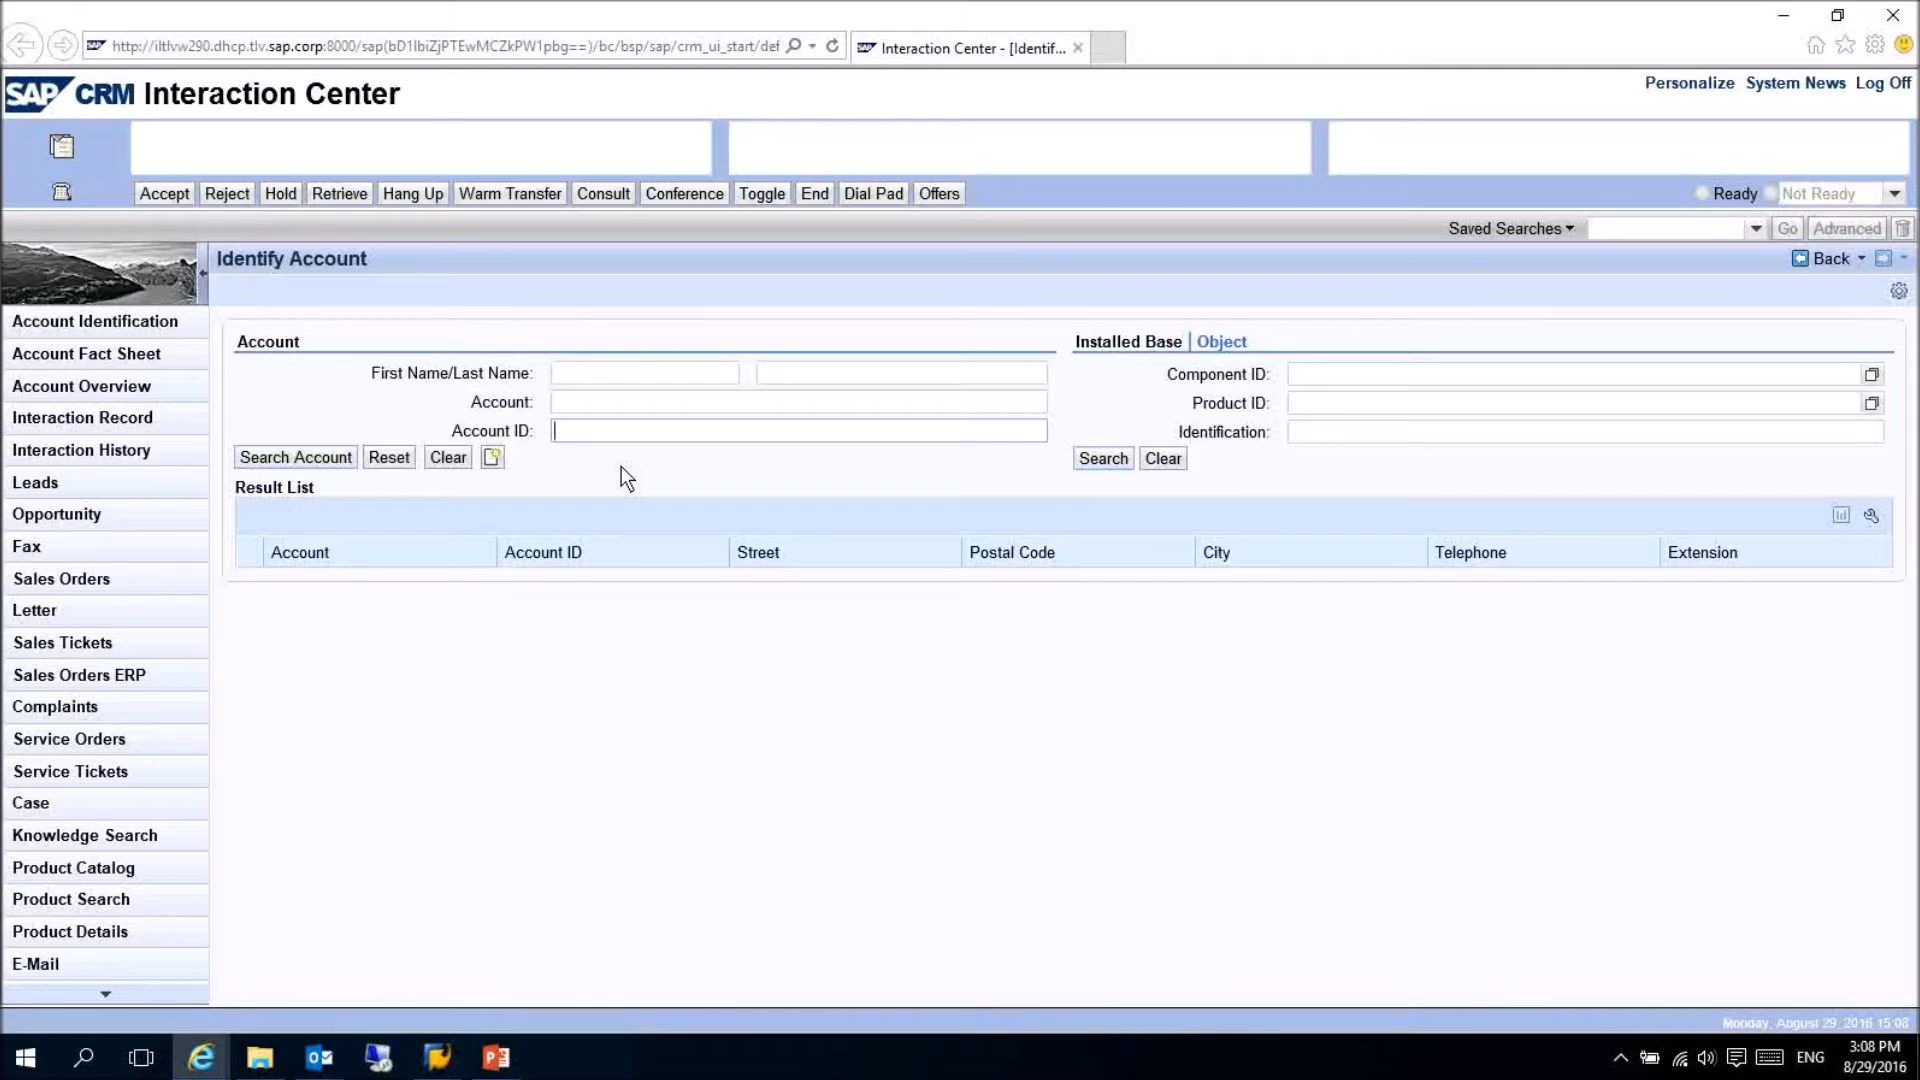 http://iltlvw290.dhcp.tlv.sap.corp:8000/sap(bD1lbiZjPTEwMCZkPW1pbg==)/bc/bsp/sap/crm_ui_start/def
Interaction Center - [Identif...
SAP CRM Interaction Center
Personalize System News Log Off
Accept Reject Hold Retrieve Hang Up Warm Transfer Consult Conference Toggle End Dial Pad Offers
Ready Not Ready
Saved Searches Go Advanced
Identify Account
Back
Account Identification
Account Fact Sheet
Account Overview
Interaction Record
Interaction History
Leads
Opportunity
Fax
Sales Orders
Letter
Sales Tickets
Sales Orders ERP
Complaints
Service Orders
Service Tickets
Case
Knowledge Search
Product Catalog
Product Search
Product Details
E-Mail
Account
First Name/Last Name:
Account:
Account ID:
Search Account Reset Clear
Installed Base Object
Component ID:
Product ID:
Identification:
Search Clear
Result List
Account Account ID Street Postal Code City Telephone Extension
Monday, August 29, 2016 15:08
ENG
3:08 PM
8/29/2016